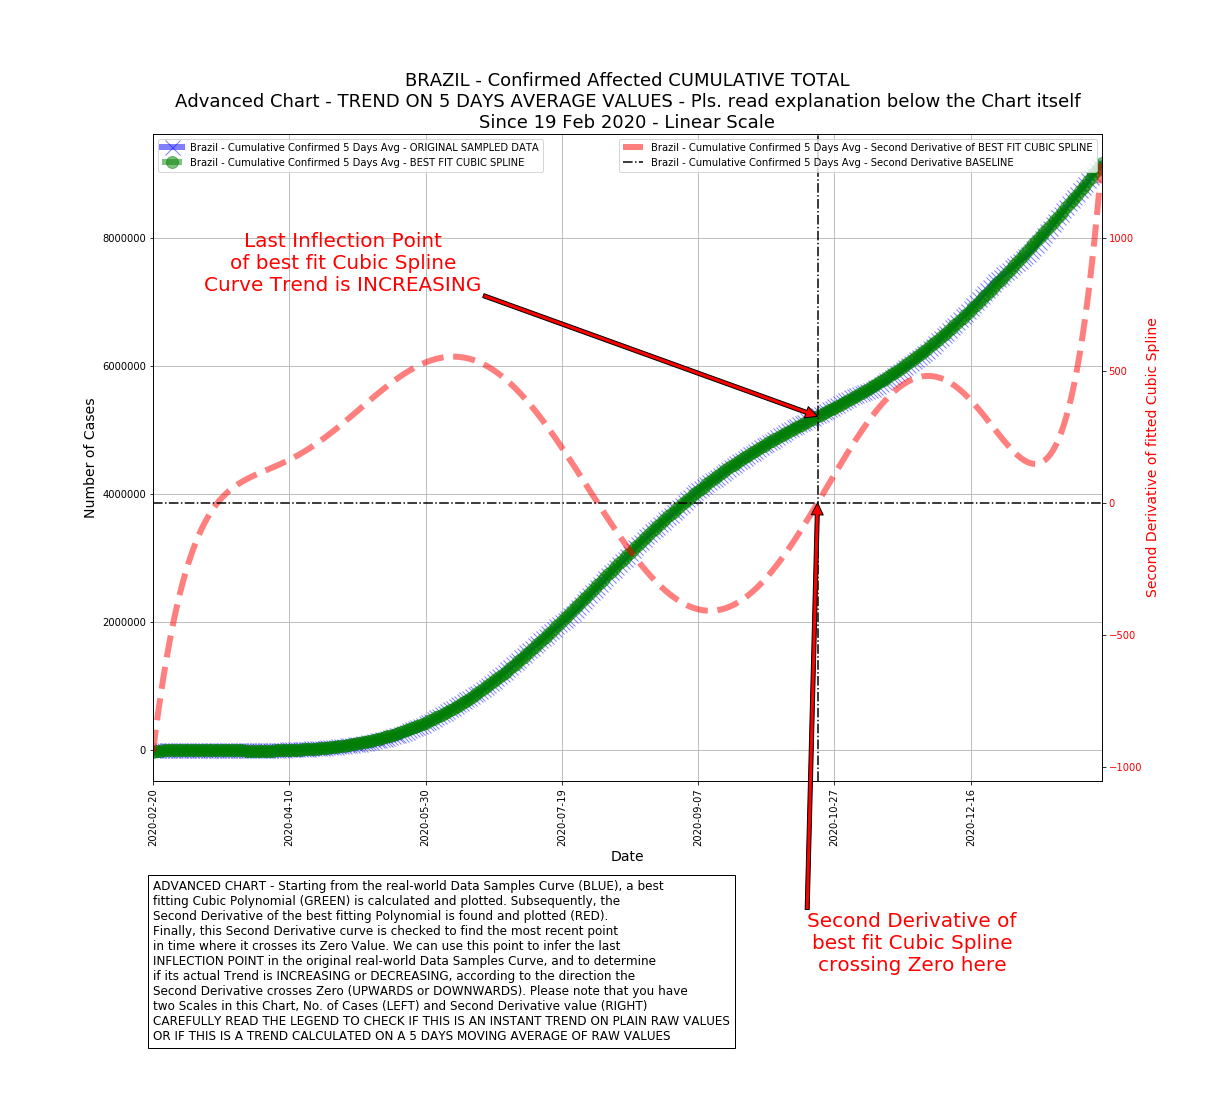 BRAZIL - Confirmed Affected CUMULATIVE TOTAL
Advanced Chart - TREND ON 5 DAYS AVERAGE VALUES - Pls. read explanation below the Chart itself
Since 19 Feb 2020 - Linear Scale
Brazil - Cumulative Confirmed 5 Days Avg - ORIGINAL SAMPLED DATA
Brazil - Cumulative Confirmed 5 Days Avg - BEST FIT CUBIC SPLINE
Brazil - Cumulative Confirmed 5 Days Avg - Second Derivative of BEST FIT CUBIC SPLINE
Brazil - Cumulative Confirmed 5 Days Avg - Second Derivative BASELINE
Last Inflection Point
of best fit Cubic Spline
Curve Trend is INCREASING
Number of Cases
8000000
6000000
4000000
2000000
0
1000
500
0
−500
−1000
Second Derivative of fitted Cubic Spline
2020-02-20
2020-04-10
2020-05-30
2020-07-19
2020-09-07
2020-10-27
2020-12-16
Date
Second Derivative of
best fit Cubic Spline
crossing Zero here
ADVANCED CHART - Starting from the real-world Data Samples Curve (BLUE), a best
fitting Cubic Polynomial (GREEN) is calculated and plotted. Subsequently, the
Second Derivative of the best fitting Polynomial is found and plotted (RED).
Finally, this Second Derivative curve is checked to find the most recent point
in time where it crosses its Zero Value. We can use this point to infer the last
INFLECTION POINT in the original real-world Data Samples Curve, and to determine
if its actual Trend is INCREASING or DECREASING, according to the direction the
Second Derivative crosses Zero (UPWARDS or DOWNWARDS). Please note that you have
two Scales in this Chart, No. of Cases (LEFT) and Second Derivative value (RIGHT)
CAREFULLY READ THE LEGEND TO CHECK IF THIS IS AN INSTANT TREND ON PLAIN RAW VALUES
OR IF THIS IS A TREND CALCULATED ON A 5 DAYS MOVING AVERAGE OF RAW VALUES